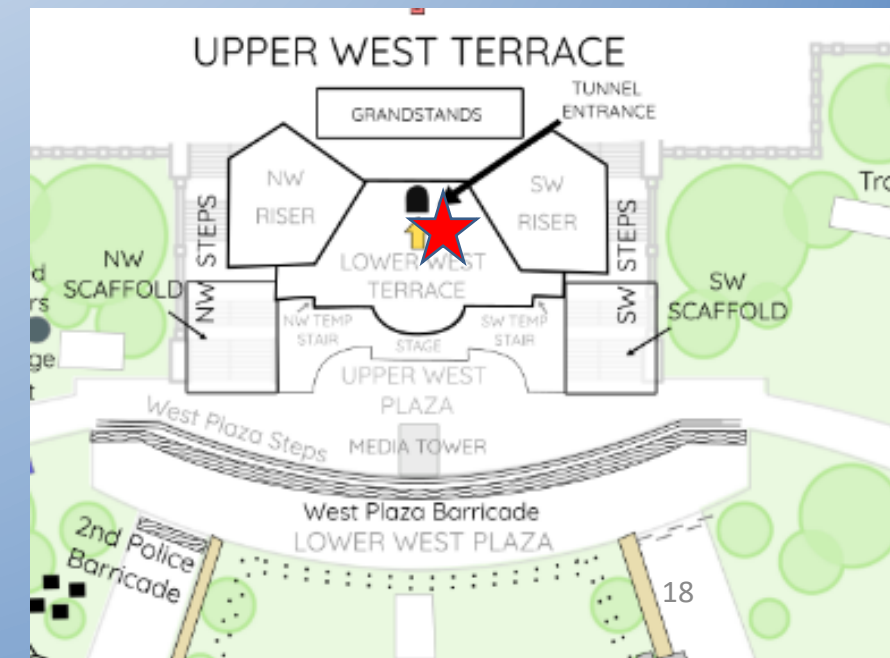 UPPER WEST TERRACE
TUNNEL
ENTRANCE
GRANDSTANDS
NW
RISER
SW
RISER
NW STEPS
SW STEPS
LOWER WEST
TERRACE
NW
SCAFFOLD
SW
SCAFFOLD
NW TEMP
STAIR
SW TEMP
STAIR
STAGE
UPPER WEST
PLAZA
West Plaza Steps
MEDIA TOWER
West Plaza Barricade
LOWER WEST PLAZA
2nd Police
Barricade
18